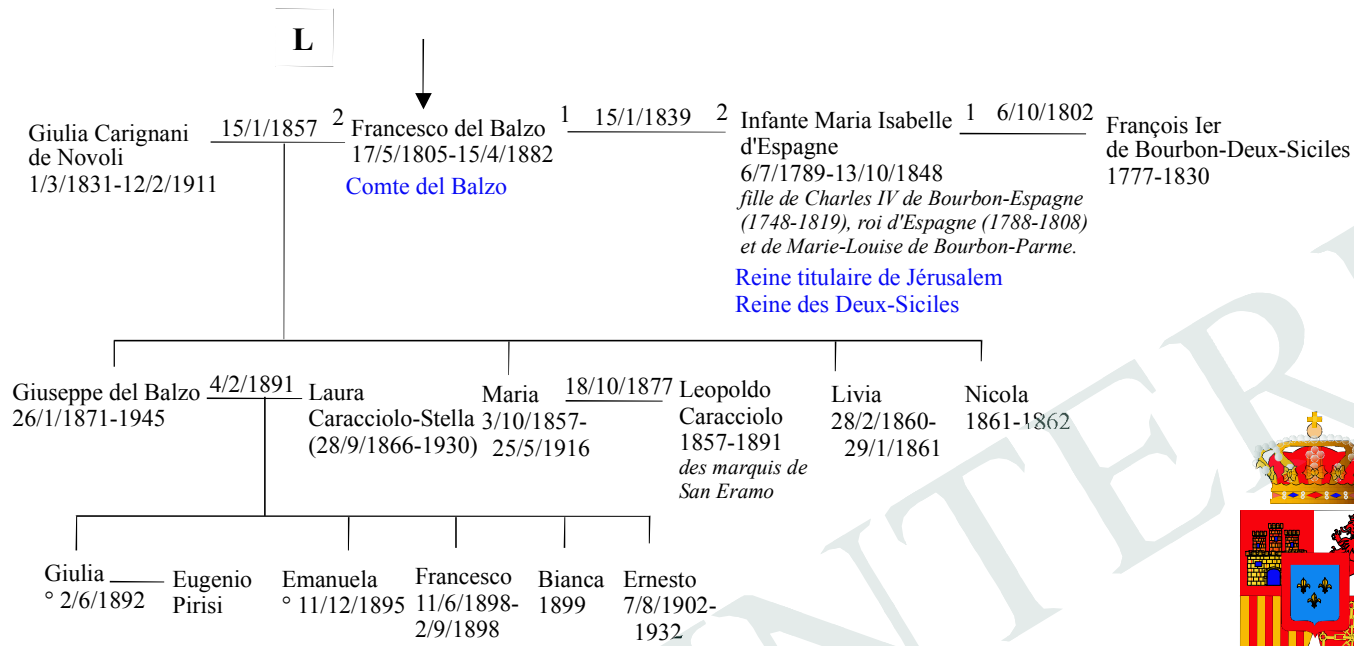 L
Giulia Carignani
de Novoli
1/3/1831-12/2/1911
15/1/1857 2
Francesco del Balzo
17/5/1805-15/4/1882
Comte del Balzo
1 15/1/1839 2
Infante Maria Isabelle
d'Espagne
6/7/1789-13/10/1848
fille de Charles IV de Bourbon-Espagne
(1748-1819), roi d'Espagne (1788-1808)
et de Marie-Louise de Bourbon-Parme.
Reine titulaire de Jérusalem
Reine des Deux-Siciles
1 6/10/1802
François Ier
de Bourbon-Deux-Siciles
1777-1830
Giuseppe del Balzo
26/1/1871-1945
4/2/1891
Laura
Caracciolo-Stella
(28/9/1866-1930)
Maria
3/10/1857-
25/5/1916
18/10/1877
Leopoldo
Caracciolo
1857-1891
des marquis de
San Eramo
Livia
28/2/1860-
29/1/1861
Nicola
1861-1862
Giulia
° 2/6/1892
Eugenio
Pirisi
Emanuela
° 11/12/1895
Francesco
11/6/1898-
2/9/1898
Bianca
1899
Ernesto
7/8/1902-
1932